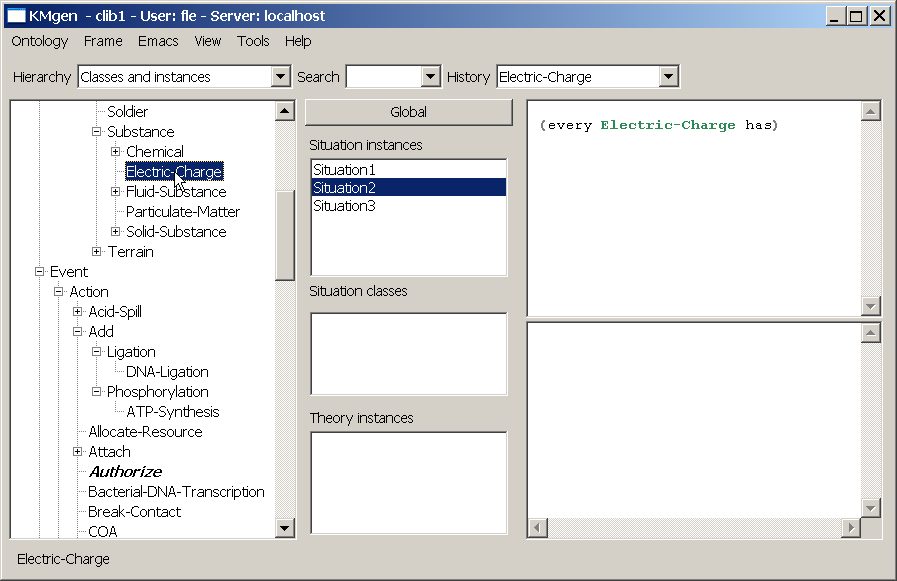 KMgen - clib1 - User: fle - Server: localhost
Ontology Frame Emacs View Tools Help
Hierarchy Classes and instances Search History Electric-Charge
Soldier
Substance
Chemical
Electric-Charge
Fluid-Substance
Particulate-Matter
Solid-Substance
Terrain
Event
Action
Acid-Spill
Add
Ligation
DNA-Ligation
Phosphorylation
ATP-Synthesis
Allocate-Resource
Attach
Authorize
Bacterial-DNA-Transcription
Break-Contact
COA
Global
Situation instances
Situation1
Situation2
Situation3
Situation classes
Theory instances
(every Electric-Charge has)
Electric-Charge